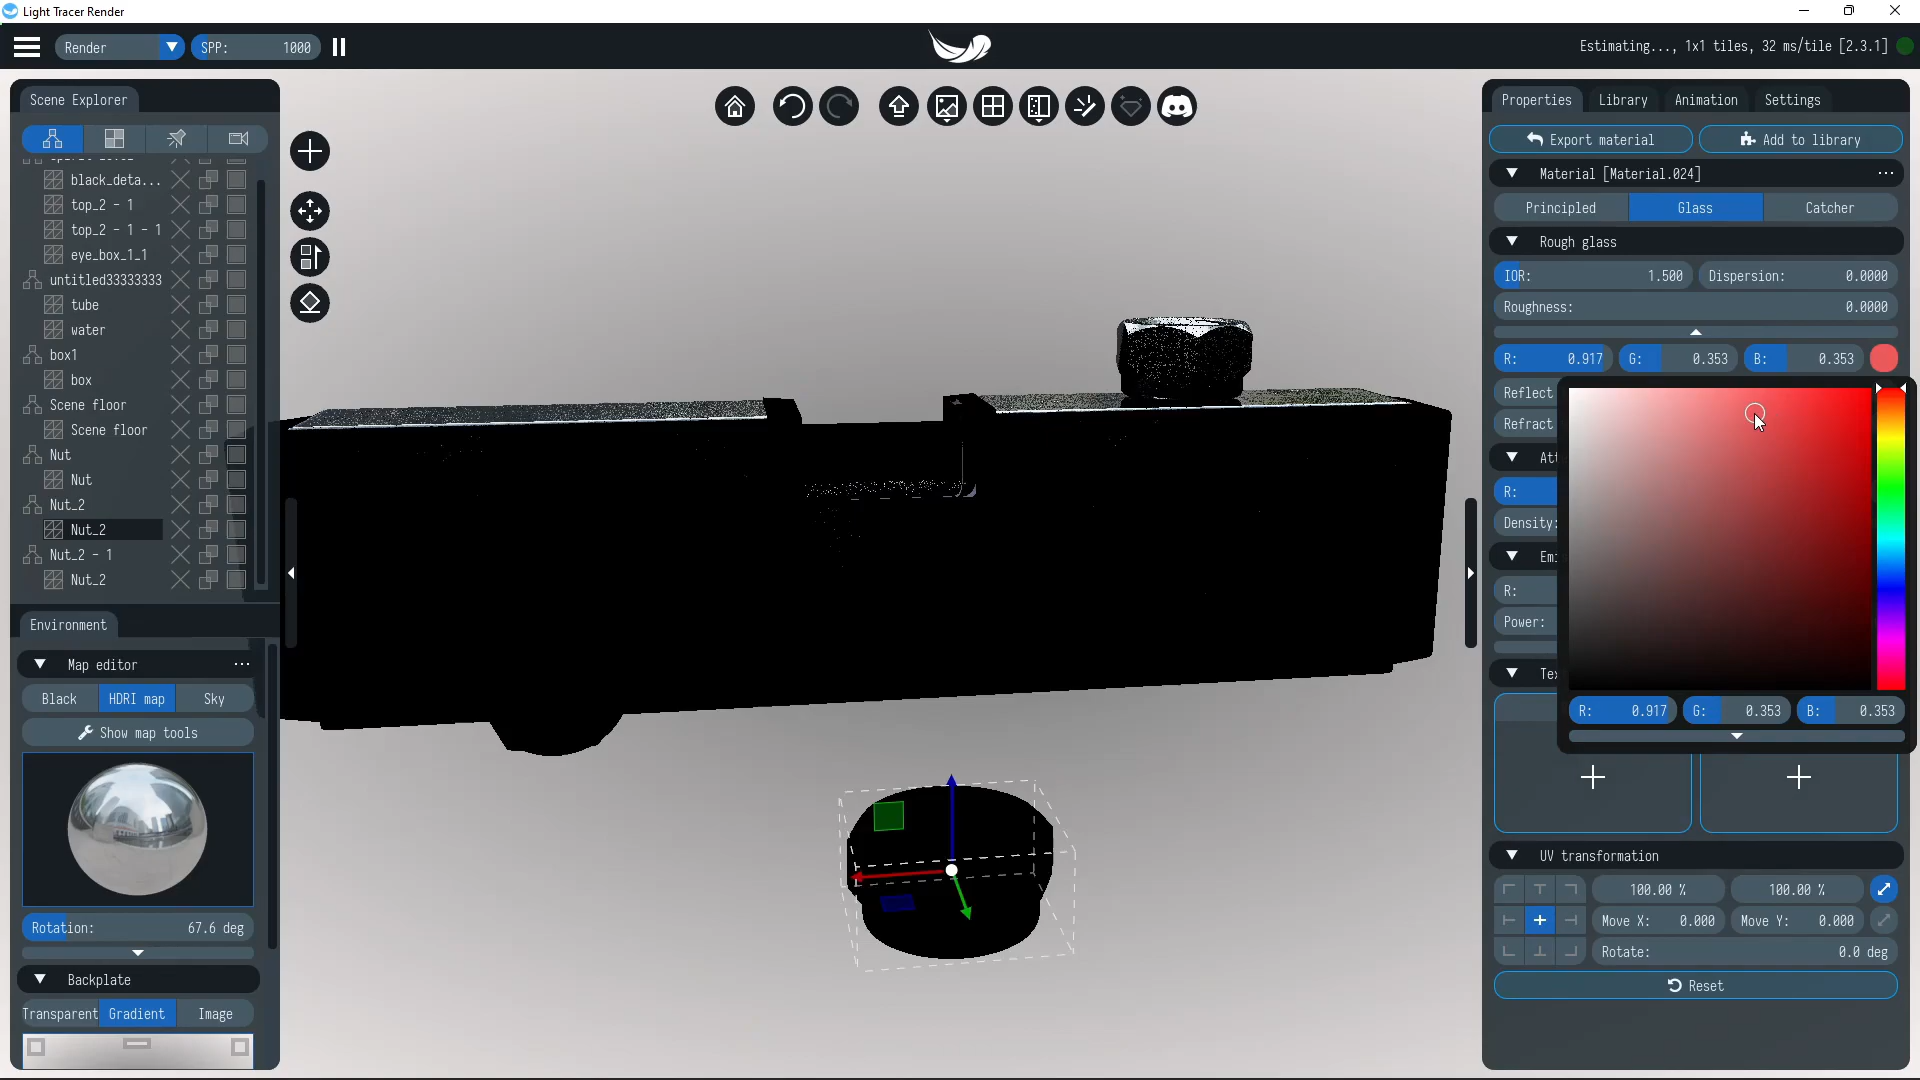 Light Tracer Render
Render
SPP: 1000
Estimating..., 1x1 tiles, 32 ms/tile [2.3.1]
Scene Explorer
black_deta...
top_2 - 1
top_2 - 1 - 1
eye_box_1_1
untitled33333333
tube
water
box1
box
Scene floor
Scene floor
Nut
Nut
Nut_2
Nut_2
Nut_2 - 1
Nut_2
Environment
Map editor ...
Black HDRI map Sky
Show map tools
Rotation: 67.6 deg
Backplate
Transparent Gradient Image
Properties Library Animation Settings
Export material Add to library
Material [Material.024] ...
Principled Glass Catcher
Rough glass
IOR: 1.500 Dispersion: 0.0000
Roughness: 0.0000
R: 0.917 G: 0.353 B: 0.353
Reflect
Refract
Att
R:
Density:
Emi
R:
Power:
Tex
R: 0.917 G: 0.353 B: 0.353
UV transformation
100.00 % 100.00 %
Move X: 0.000 Move Y: 0.000
Rotate: 0.0 deg
Reset